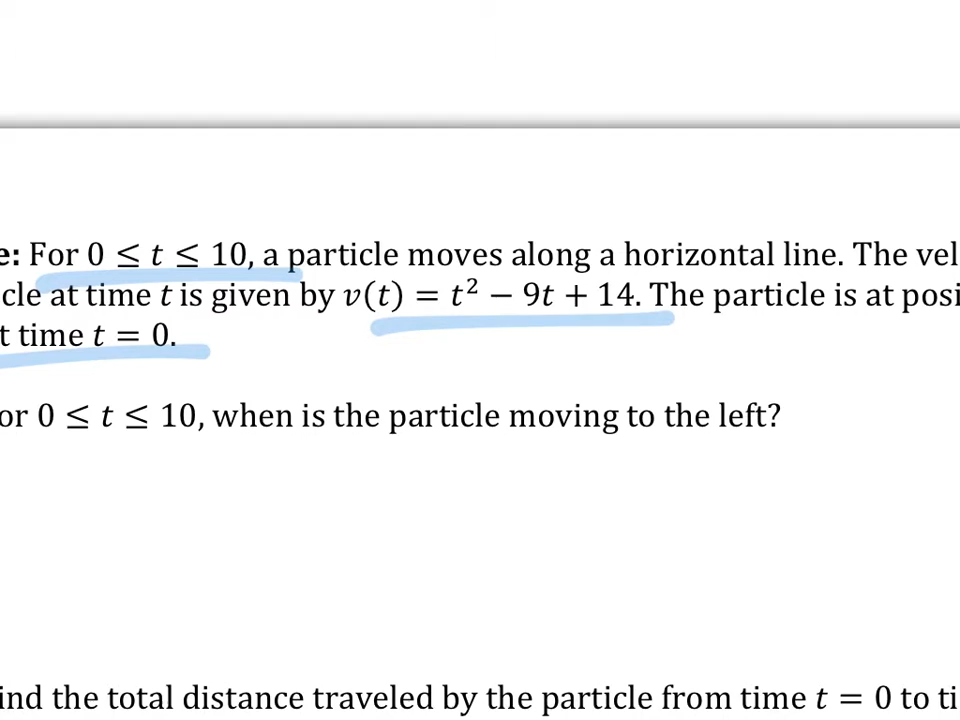 e: For 0 ≤ t ≤ 10, a particle moves along a horizontal line. The vel
cle at time t is given by v(t) = t² − 9t + 14. The particle is at posi
t time t = 0.
or 0 ≤ t ≤ 10, when is the particle moving to the left?
ind the total distance traveled by the particle from time t = 0 to ti